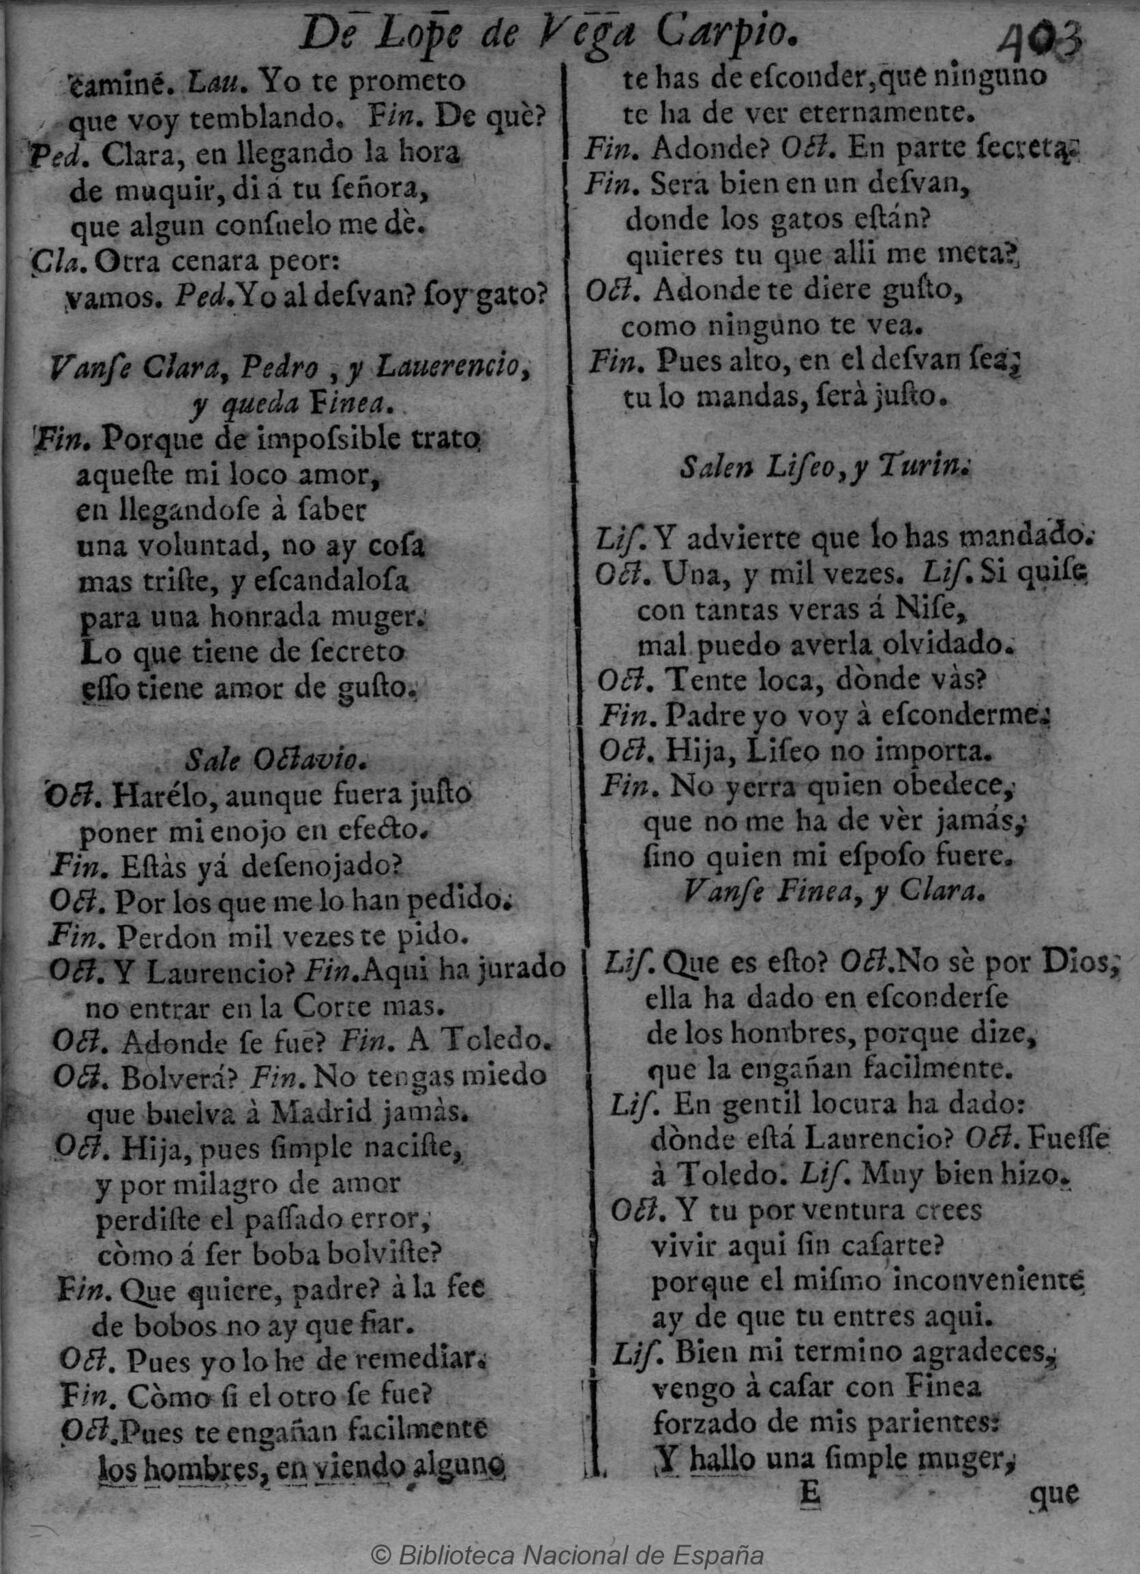 De Lope de Vega Carpio.
403
caminé. Lau. Yo te prometo
que voy temblando. Fin. De què?
Ped. Clara, en llegando la hora
de muquir, di á tu ſeñora,
que algun conſuelo me dè.
Cla. Otra cenara peor:
vamos. Ped. Yo al deſvan? ſoy gato?
Vanſe Clara, Pedro, y Lauerencio,
y queda Finea.
Fin. Porque de impoſsible trato
aqueſte mi loco amor,
en llegandoſe à ſaber
una voluntad, no ay coſa
mas triſte, y eſcandaloſa
para una honrada muger.
Lo que tiene de ſecreto
eſſo tiene amor de guſto.
Sale Octavio.
Oct. Harélo, aunque fuera juſto
poner mi enojo en efecto.
Fin. Eſtàs yá deſenojado?
Oct. Por los que me lo han pedido.
Fin. Perdon mil vezes te pido.
Oct. Y Laurencio? Fin. Aqui ha jurado
no entrar en la Corte mas.
Oct. Adonde ſe fue? Fin. A Toledo.
Oct. Bolverá? Fin. No tengas miedo
que buelva à Madrid jamàs.
Oct. Hija, pues ſimple naciſte,
y por milagro de amor
perdiſte el paſſado error,
còmo á ſer boba bolviſte?
Fin. Que quiere, padre? à la fee
de bobos no ay que fiar.
Oct. Pues yo lo he de remediar.
Fin. Còmo ſi el otro ſe fue?
Oct. Pues te engañan facilmente
los hombres, en viendo alguno
te has de eſconder, que ninguno
te ha de ver eternamente.
Fin. Adonde? Oct. En parte ſecreta.
Fin. Sera bien en un deſvan,
donde los gatos eſtán?
quieres tu que alli me meta?
Oct. Adonde te diere guſto,
como ninguno te vea.
Fin. Pues alto, en el deſvan ſea;
tu lo mandas, ſerà juſto.
Salen Liſeo, y Turin.
Liſ. Y advierte que lo has mandado.
Oct. Una, y mil vezes. Liſ. Si quiſe
con tantas veras á Niſe,
mal puedo averla olvidado.
Oct. Tente loca, dònde vàs?
Fin. Padre yo voy à eſconderme.
Oct. Hija, Liſeo no importa.
Fin. No yerra quien obedece,
que no me ha de vèr jamás,
ſino quien mi eſpoſo fuere.
Vanſe Finea, y Clara.
Liſ. Que es eſto? Oct. No sè por Dios,
ella ha dado en eſconderſe
de los hombres, porque dize,
que la engañan facilmente.
Liſ. En gentil locura ha dado:
dònde eſtá Laurencio? Oct. Fueſſe
à Toledo. Liſ. Muy bien hizo.
Oct. Y tu por ventura crees
vivir aqui ſin caſarte?
porque el miſmo inconveniente
ay de que tu entres aqui.
Liſ. Bien mi termino agradeces,
vengo à caſar con Finea
forzado de mis parientes:
Y hallo una ſimple muger,
E
que
© Biblioteca Nacional de España